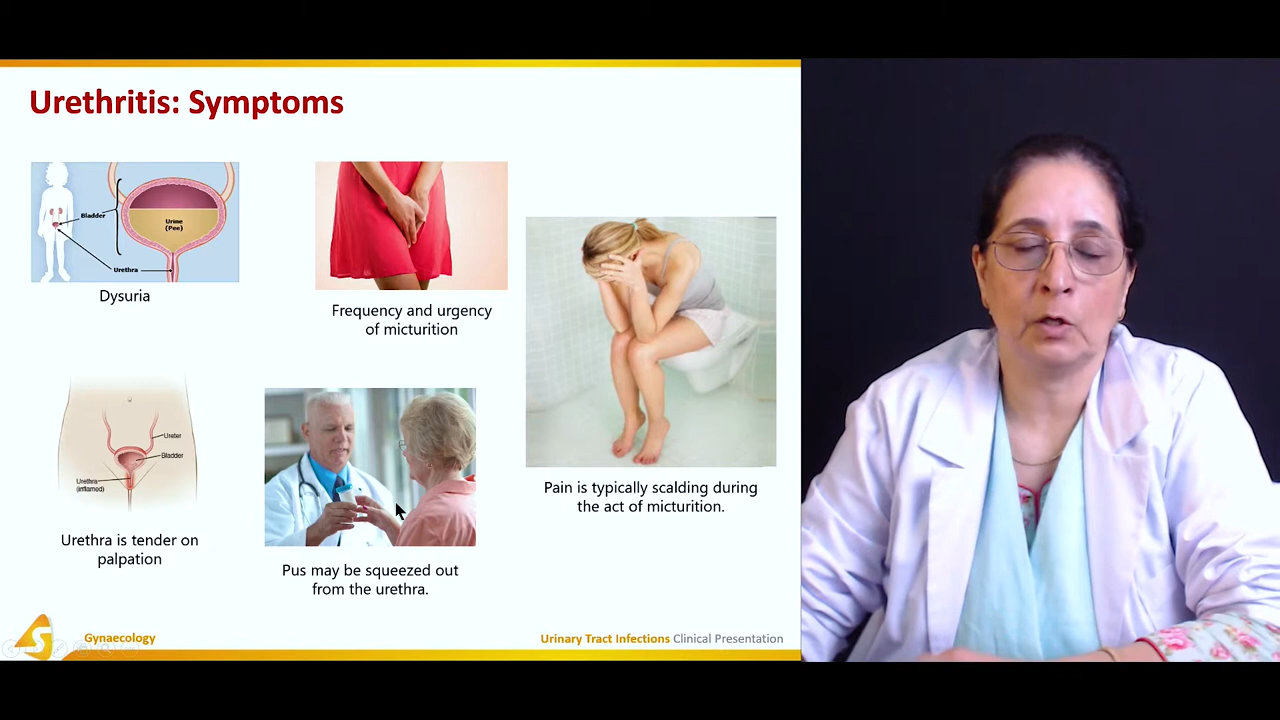 Urethritis: Symptoms
Bladder
Urine
(Pee)
Urethra
Dysuria
Frequency and urgency
of micturition
Pain is typically scalding during
the act of micturition.
Ureter
Bladder
Urethra
(inflamed)
Urethra is tender on
palpation
Pus may be squeezed out
from the urethra.
S
Gynaecology
Urinary Tract Infections Clinical Presentation